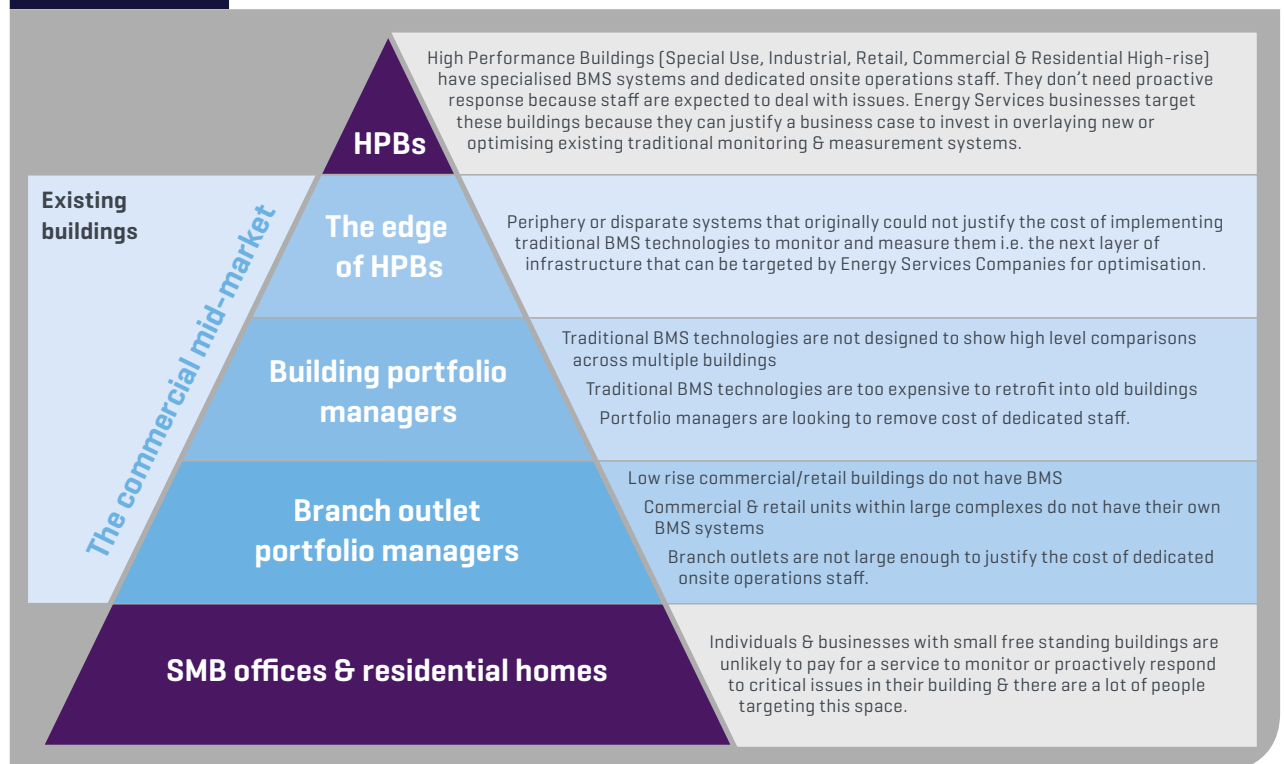 High Performance Buildings (Special Use, Industrial, Retail, Commercial & Residential High-rise)
have specialised BMS systems and dedicated onsite operations staff. They don’t need proactive
response because staff are expected to deal with issues. Energy Services businesses target
these buildings because they can justify a business case to invest in overlaying new or
optimising existing traditional monitoring & measurement systems.
HPBs
Existing
buildings
The commercial mid-market
The edge
of HPBs
Periphery or disparate systems that originally could not justify the cost of implementing
traditional BMS technologies to monitor and measure them i.e. the next layer of
infrastructure that can be targeted by Energy Services Companies for optimisation.
Building portfolio
managers
Traditional BMS technologies are not designed to show high level comparisons
across multiple buildings
Traditional BMS technologies are too expensive to retrofit into old buildings
Portfolio managers are looking to remove cost of dedicated staff.
Branch outlet
portfolio managers
Low rise commercial/retail buildings do not have BMS
Commercial & retail units within large complexes do not have their own
BMS systems
Branch outlets are not large enough to justify the cost of dedicated
onsite operations staff.
SMB offices & residential homes
Individuals & businesses with small free standing buildings are
unlikely to pay for a service to monitor or proactively respond
to critical issues in their building & there are a lot of people
targeting this space.